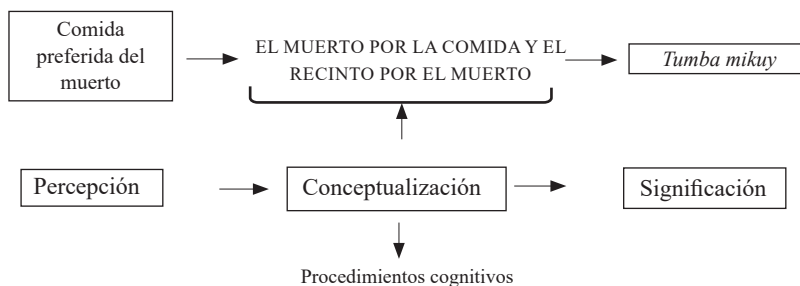 Comida
preferida del
muerto
EL MUERTO POR LA COMIDA Y EL
RECINTO POR EL MUERTO
Tumba mikuy
Percepción
Conceptualización
Significación
Procedimientos cognitivos